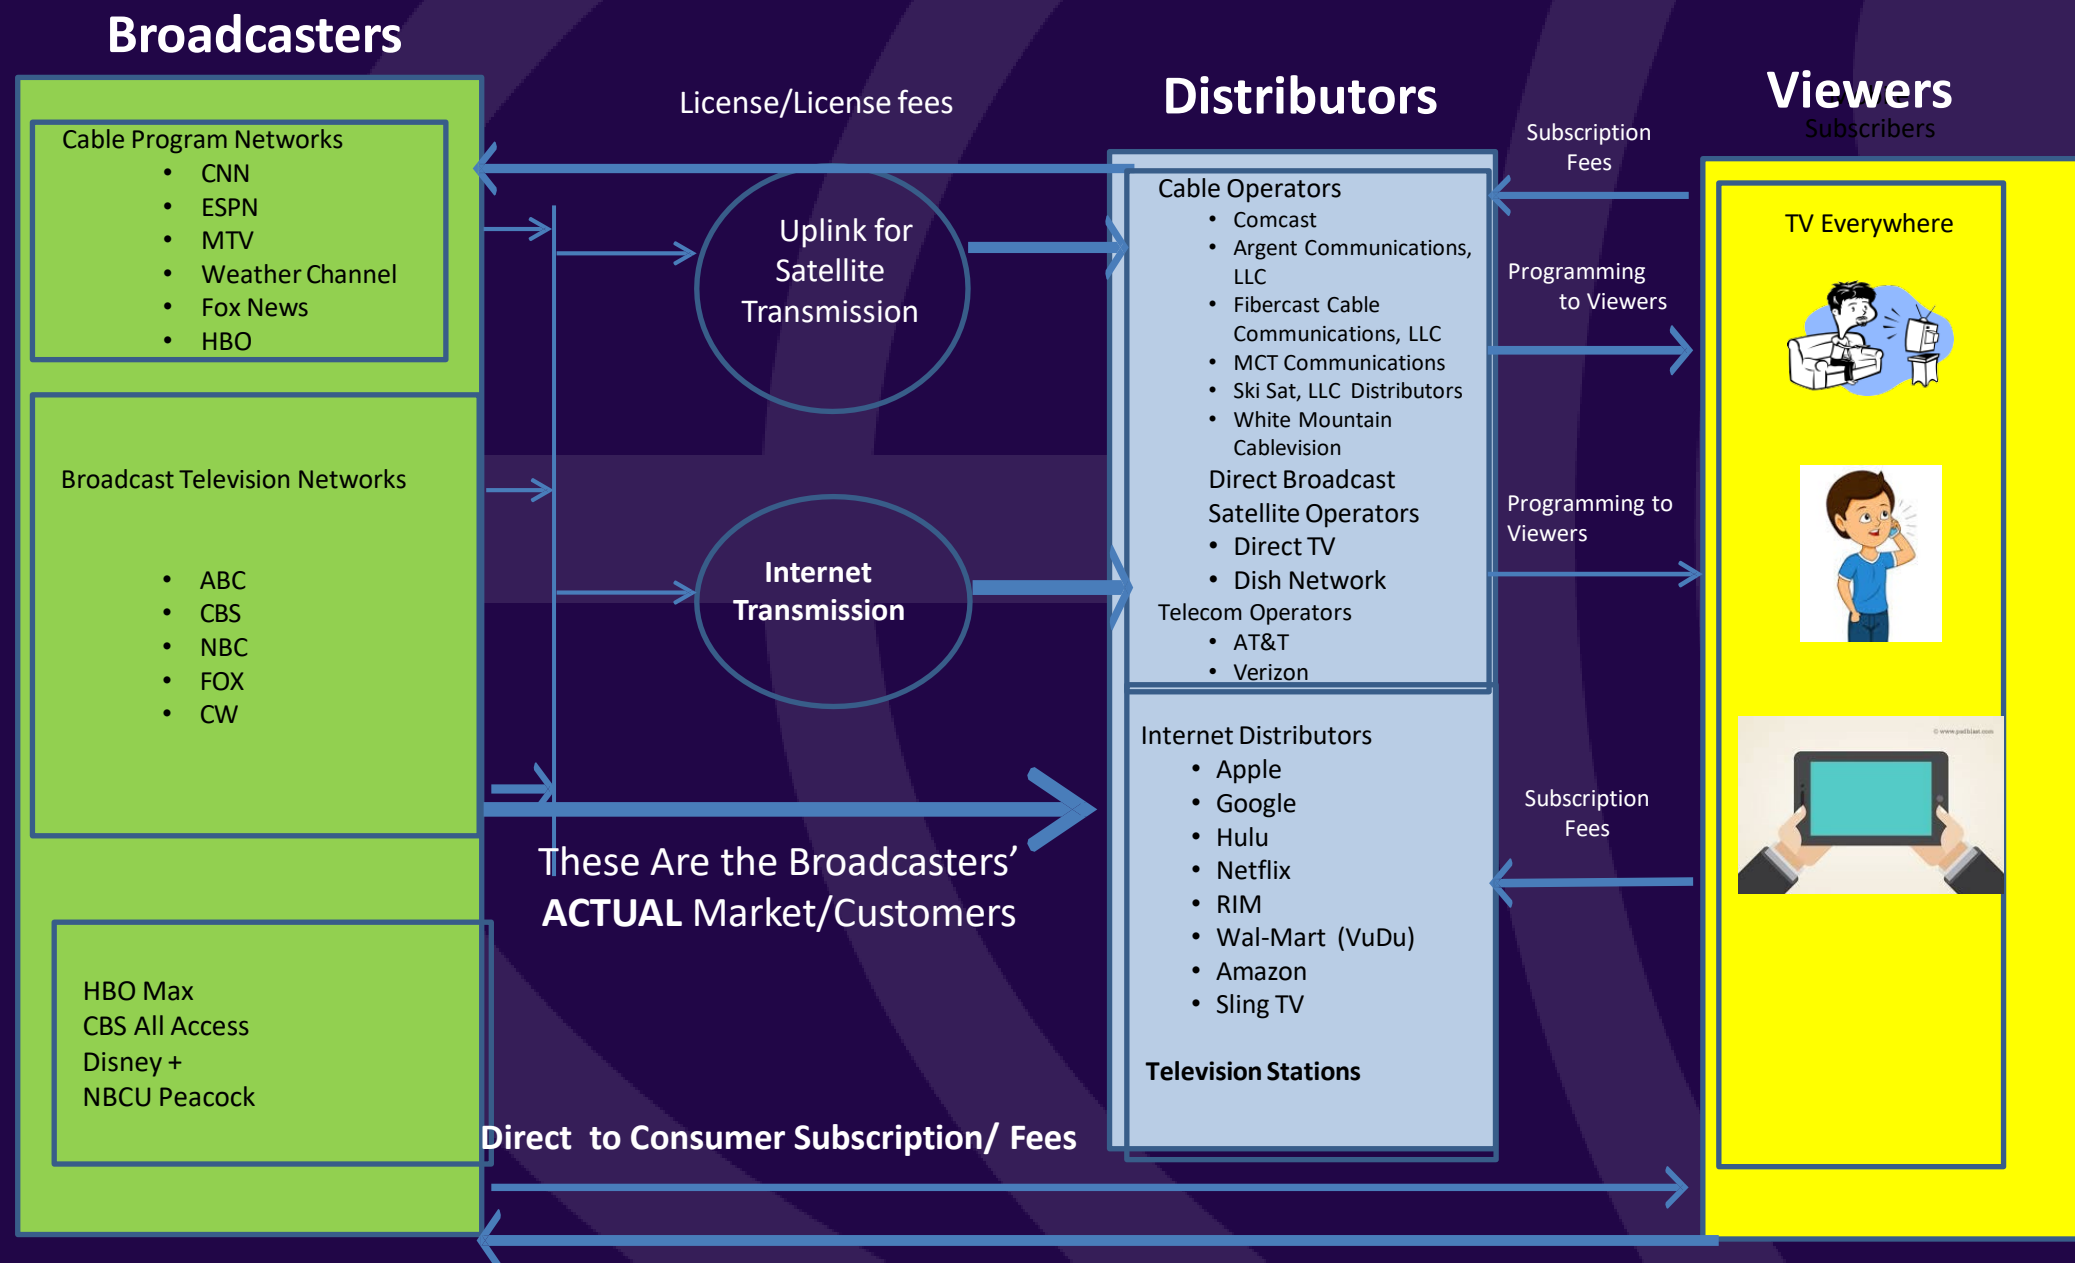 Broadcasters
Cable Program Networks
• CNN
• ESPN
• MTV
• Weather Channel
• Fox News
• HBO
Broadcast Television Networks
• ABC
• CBS
• NBC
• FOX
• CW
HBO Max
CBS All Access
Disney +
NBCU Peacock
License/License fees
Uplink for
Satellite
Transmission
Internet
Transmission
These Are the Broadcasters’
ACTUAL Market/Customers
Direct to Consumer Subscription/ Fees
Distributors
Cable Operators
• Comcast
• Argent Communications,
LLC
• Fibercast Cable
Communications, LLC
• MCT Communications
• Ski Sat, LLC Distributors
• White Mountain
Cablevision
Direct Broadcast
Satellite Operators
• Direct TV
• Dish Network
Telecom Operators
• AT&T
• Verizon
Internet Distributors
• Apple
• Google
• Hulu
• Netflix
• RIM
• Wal-Mart (VuDu)
• Amazon
• Sling TV
Television Stations
Subscription
Fees
Programming
to Viewers
Programming to
Viewers
Subscription
Fees
Viewers
Subscribers
TV Everywhere
© www.padblast.com